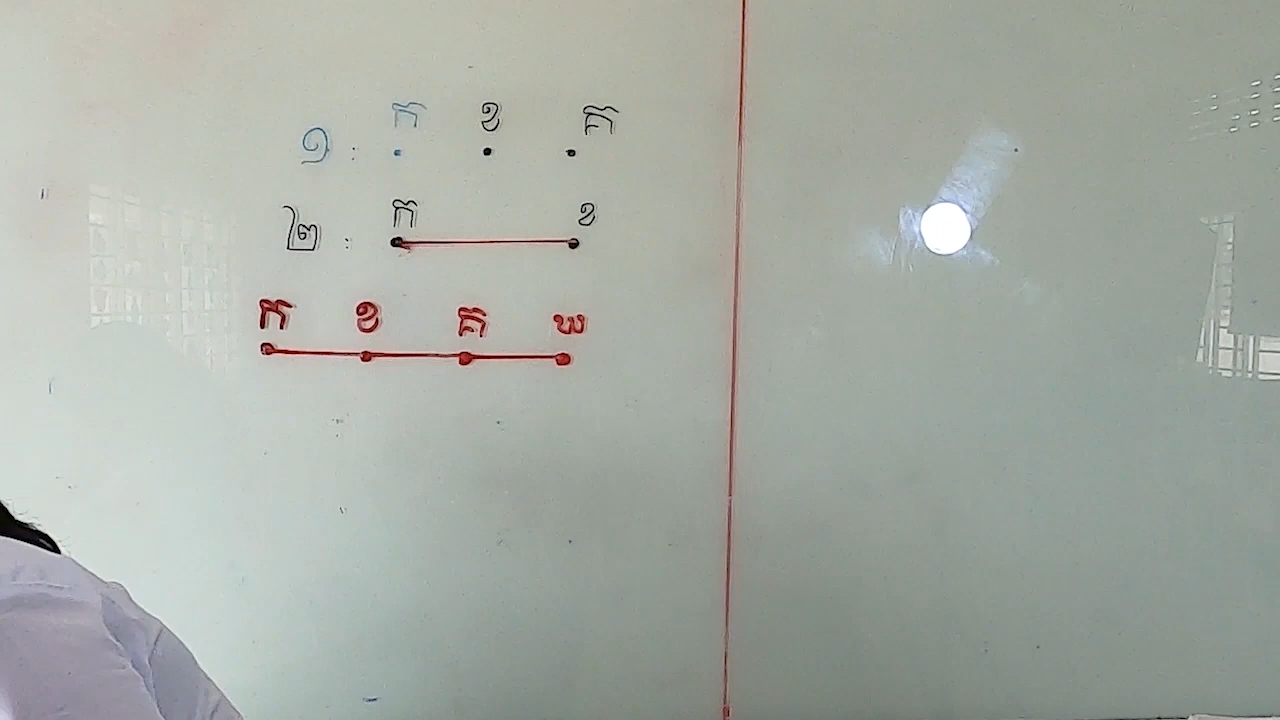 ១ : ក ខ គ
២ : ក ខ
ក ខ គ ឃ